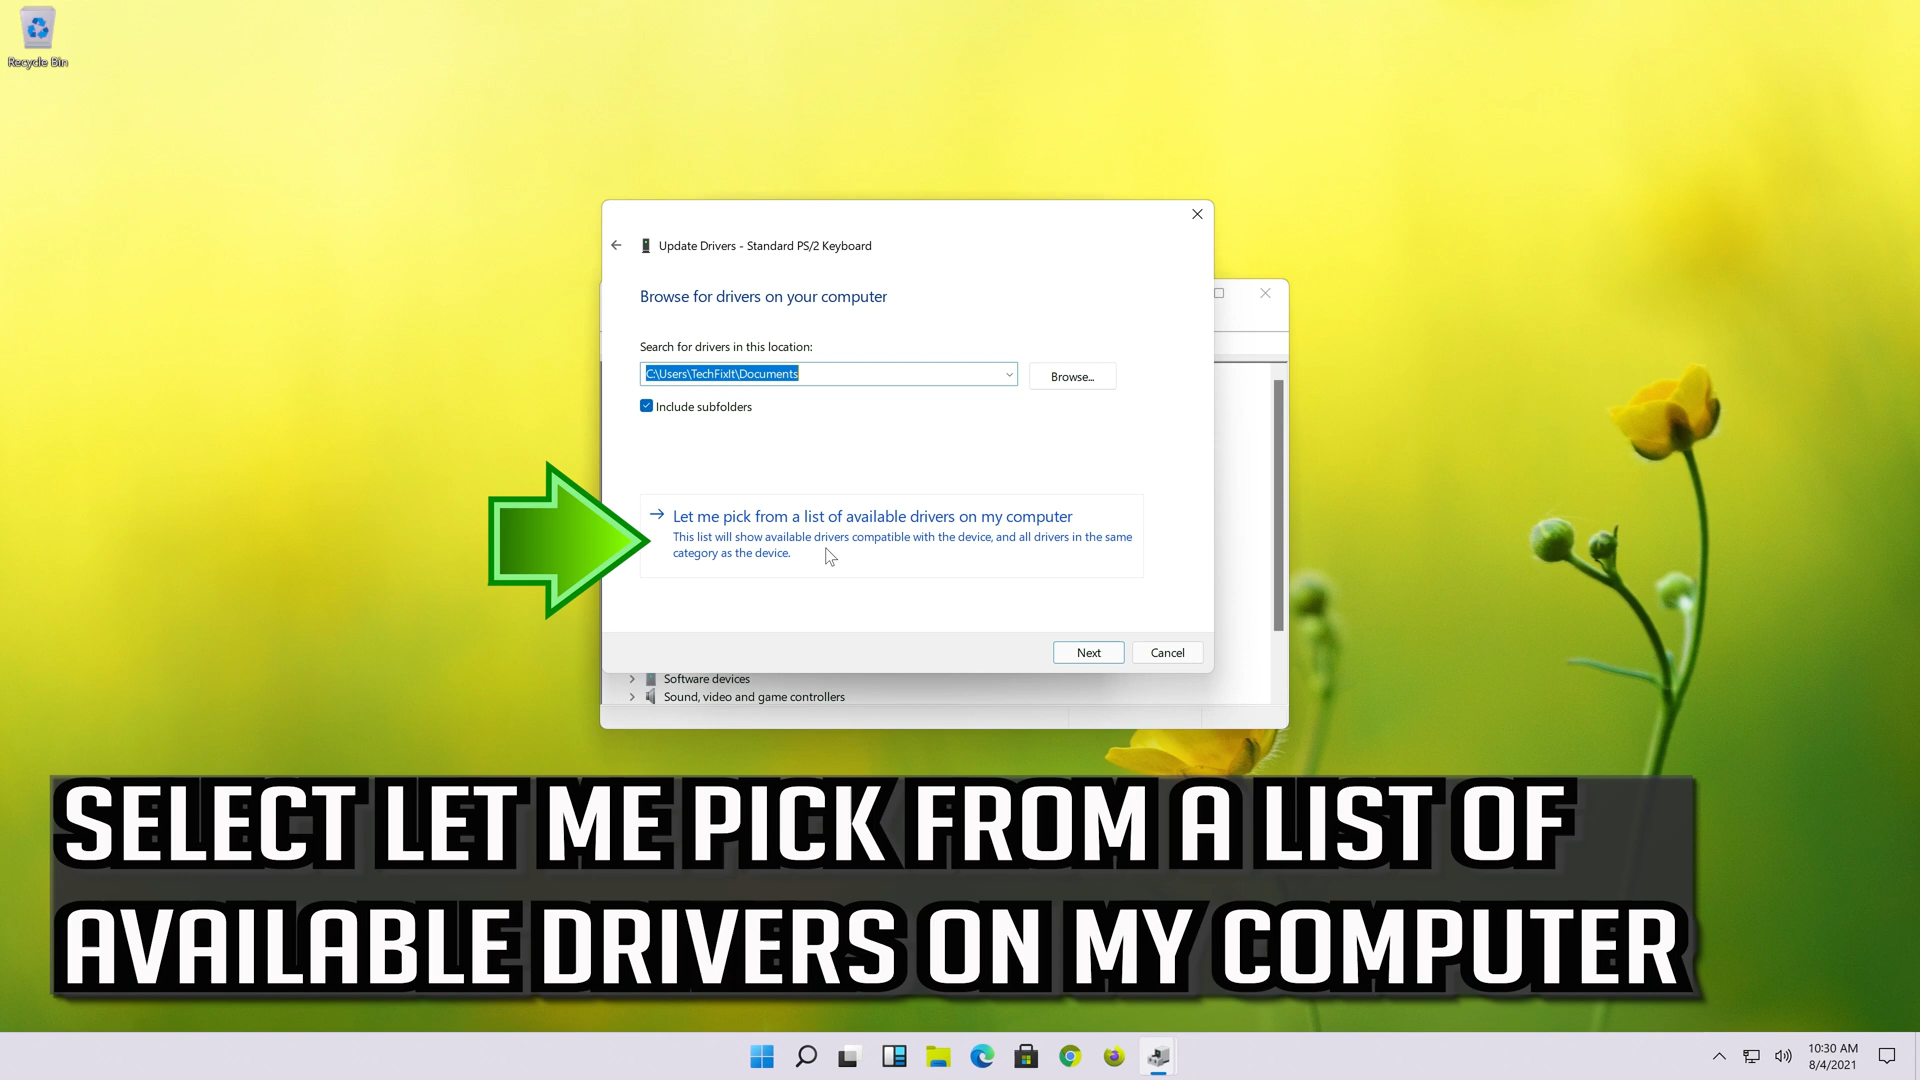 Recycle Bin
Update Drivers - Standard PS/2 Keyboard
Browse for drivers on your computer
Search for drivers in this location:
C:\Users\TechFixIt\Documents
Browse...
Include subfolders
Let me pick from a list of available drivers on my computer
This list will show available drivers compatible with the device, and all drivers in the same
category as the device.
Next
Cancel
Software devices
Sound, video and game controllers
SELECT LET ME PICK FROM A LIST OF
AVAILABLE DRIVERS ON MY COMPUTER
10:30 AM
8/4/2021